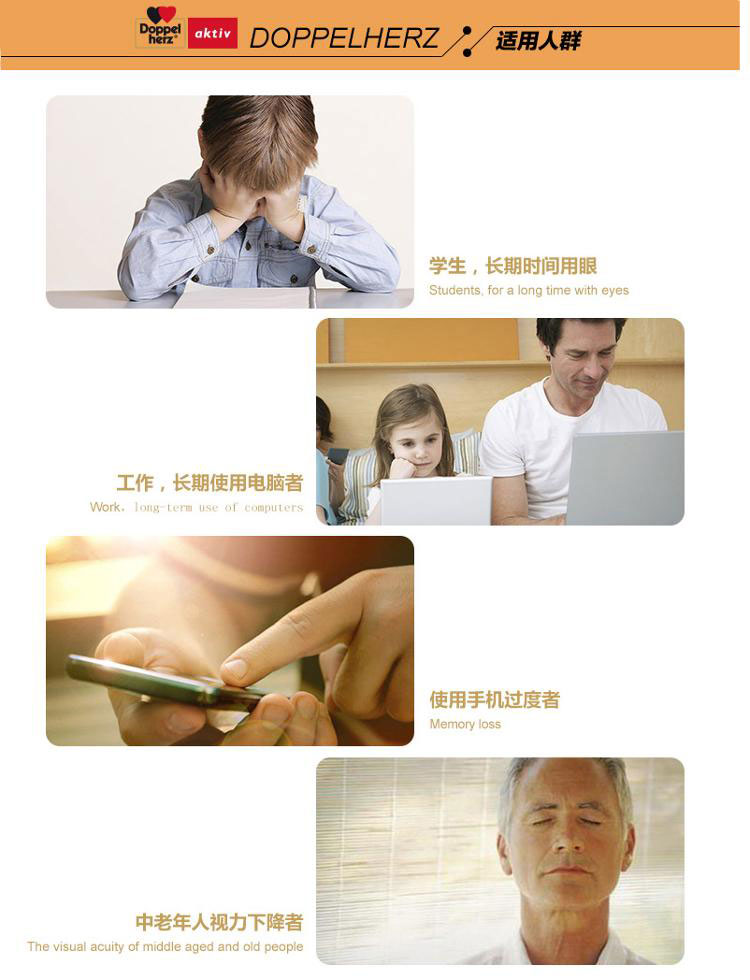 Doppel
herz®
aktiv
DOPPELHERZ
适用人群
学生，长期时间用眼
Students, for a long time with eyes
工作，长期使用电脑者
Work，long-term use of computers
使用手机过度者
Memory loss
中老年人视力下降者
The visual acuity of middle aged and old people